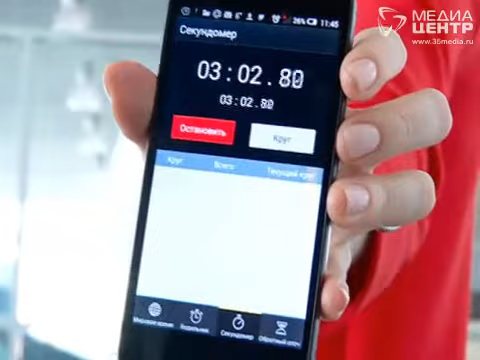 МЕДИА
ЦЕНТР
www.35media.ru
26% 11:45
Секундомер
03:02.80
03:02.80
Остановить
Круг
Круг Всего Текущий круг
Мировое время Будильник Секундомер Обратный отсч